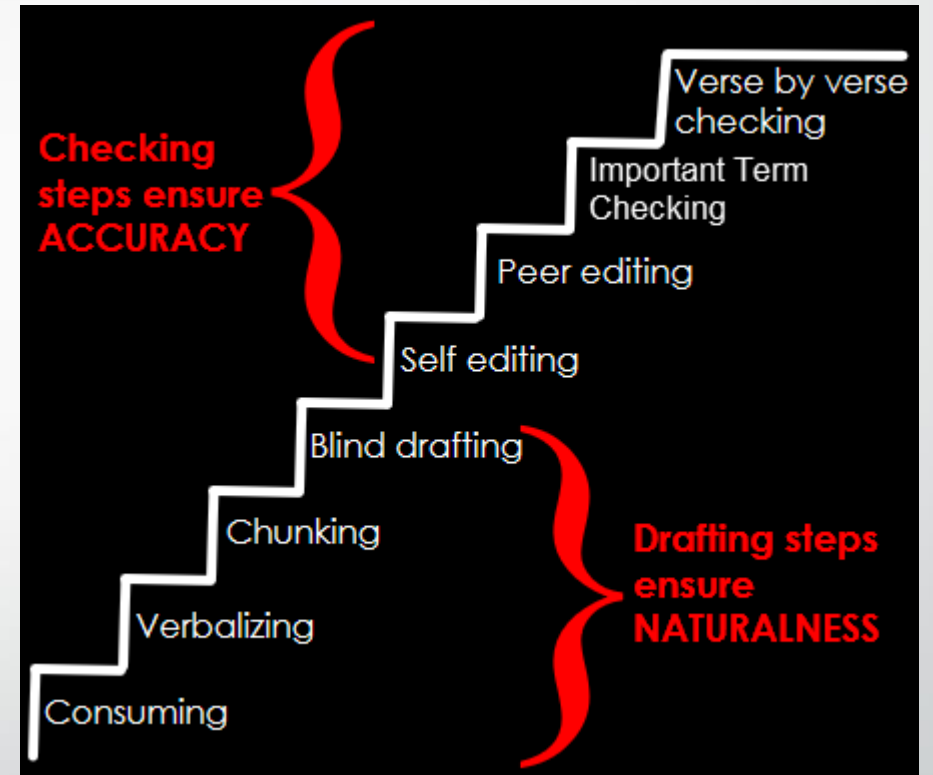 Verse by verse
checking
Checking
steps ensure
ACCURACY
Important Term
Checking
Peer editing
Self editing
Blind drafting
Chunking
Drafting steps
ensure
NATURALNESS
Verbalizing
Consuming